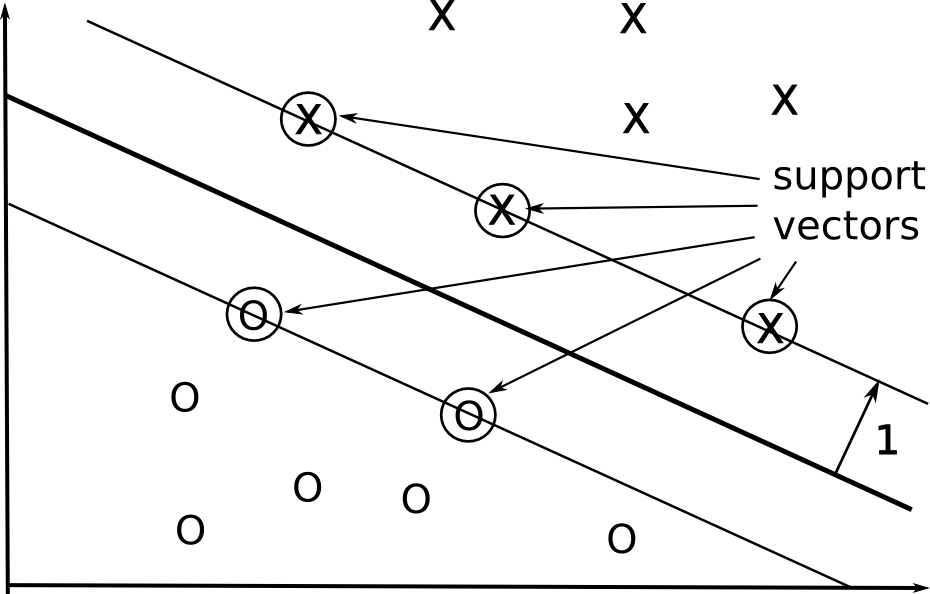 X X
X X
X
support
X
vectors
O X
O
O 1
O O
O O